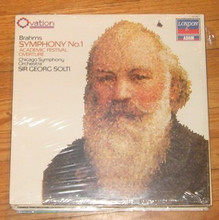 Ovation
LONDON
Brahms:
SYMPHONY No.1
ACADEMIC FESTIVAL
OVERTURE
Chicago Symphony
Orchestra
SIR GEORG SOLTI